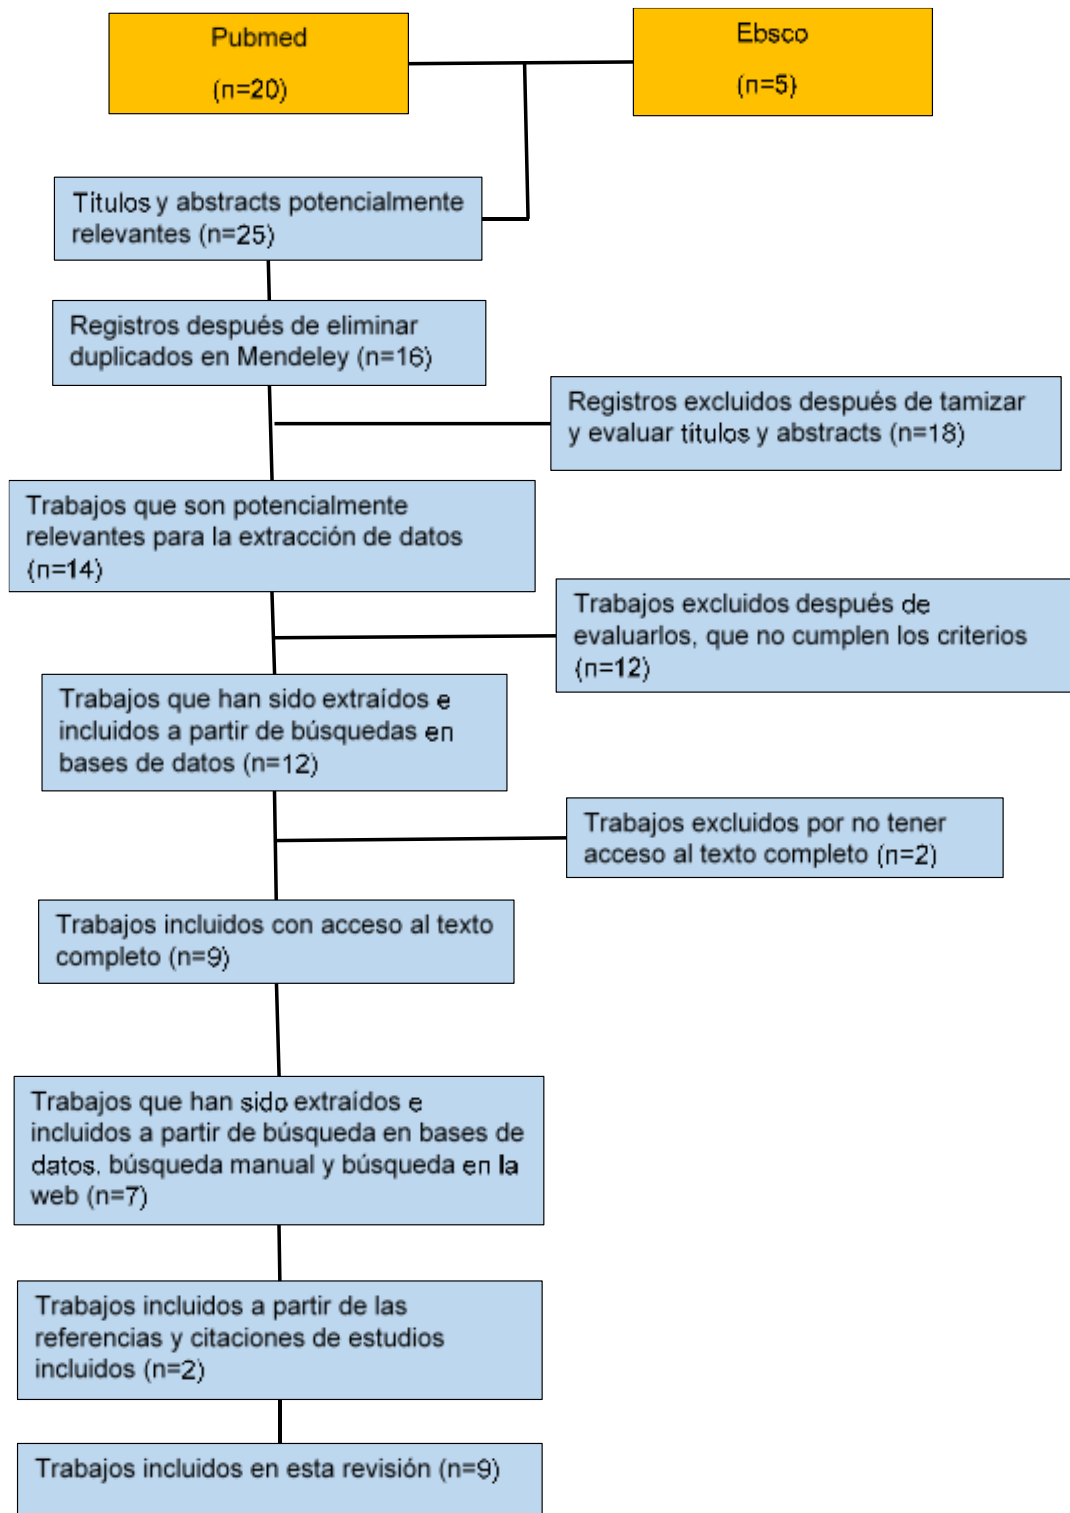 Pubmed
(n=20)
Ebsco
(n=5)
Títulos y abstracts potencialmente
relevantes (n=25)
Registros después de eliminar
duplicados en Mendeley (n=16)
Registros excluidos después de tamizar
y evaluar títulos y abstracts (n=18)
Trabajos que son potencialmente
relevantes para la extracción de datos
(n=14)
Trabajos excluidos después de
evaluarlos, que no cumplen los criterios
(n=12)
Trabajos que han sido extraídos e
incluidos a partir de búsquedas en
bases de datos (n=12)
Trabajos excluidos por no tener
acceso al texto completo (n=2)
Trabajos incluidos con acceso al texto
completo (n=9)
Trabajos que han sido extraídos e
incluidos a partir de búsqueda en bases de
datos, búsqueda manual y búsqueda en la
web (n=7)
Trabajos incluidos a partir de las
referencias y citaciones de estudios
incluidos (n=2)
Trabajos incluidos en esta revisión (n=9)